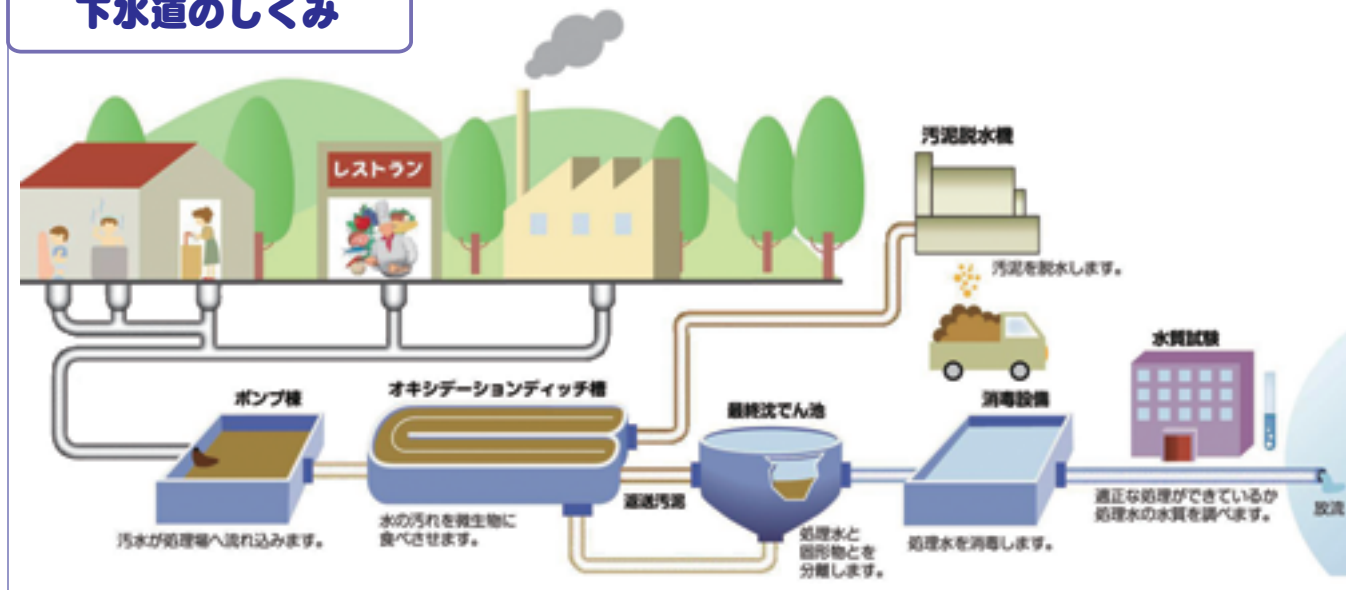 下水道のしくみ
レストラン
汚泥脱水機
汚泥を脱水します。
水質試験
ポンプ棟
オキシデーションディッチ槽
最終沈でん池
消毒設備
返送汚泥
適正な処理ができているか
処理水の水質を調べます。
放流
汚水が処理場へ流れ込みます。
水の汚れを微生物に
食べさせます。
処理水と
固形物とを
分離します。
処理水を消毒します。